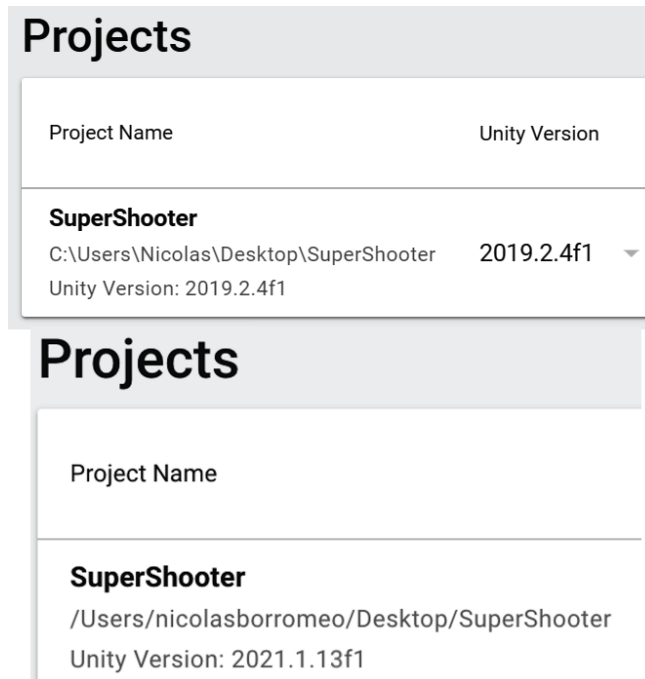 Projects
Project Name Unity Version
SuperShooter
C:\Users\Nicolas\Desktop\SuperShooter 2019.2.4f1
Unity Version: 2019.2.4f1
Projects
Project Name
SuperShooter
/Users/nicolasborromeo/Desktop/SuperShooter
Unity Version: 2021.1.13f1